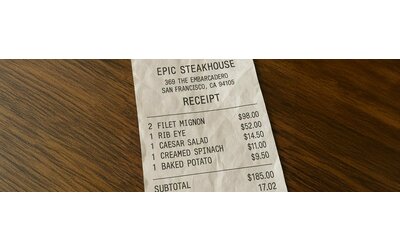 EPIC STEAKHOUSE
369 THE EMBARCADERO
SAN FRANCISCO, CA 94105
RECEIPT
2 FILET MIGNON $98.00
1 RIB EYE $52.00
1 CAESAR SALAD $14.50
1 CREAMED SPINACH $11.00
1 BAKED POTATO $9.50
SUBTOTAL $185.00
17.02